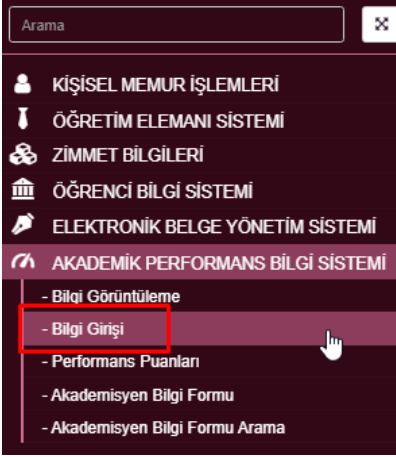 Arama
KİŞİSEL MEMUR İŞLEMLERİ
ÖĞRETİM ELEMANI SİSTEMİ
ZİMMET BİLGİLERİ
ÖĞRENCİ BİLGİ SİSTEMİ
ELEKTRONİK BELGE YÖNETİM SİSTEMİ
AKADEMİK PERFORMANS BİLGİ SİSTEMİ
- Bilgi Görüntüleme
- Bilgi Girişi
- Performans Puanları
- Akademisyen Bilgi Formu
- Akademisyen Bilgi Formu Arama